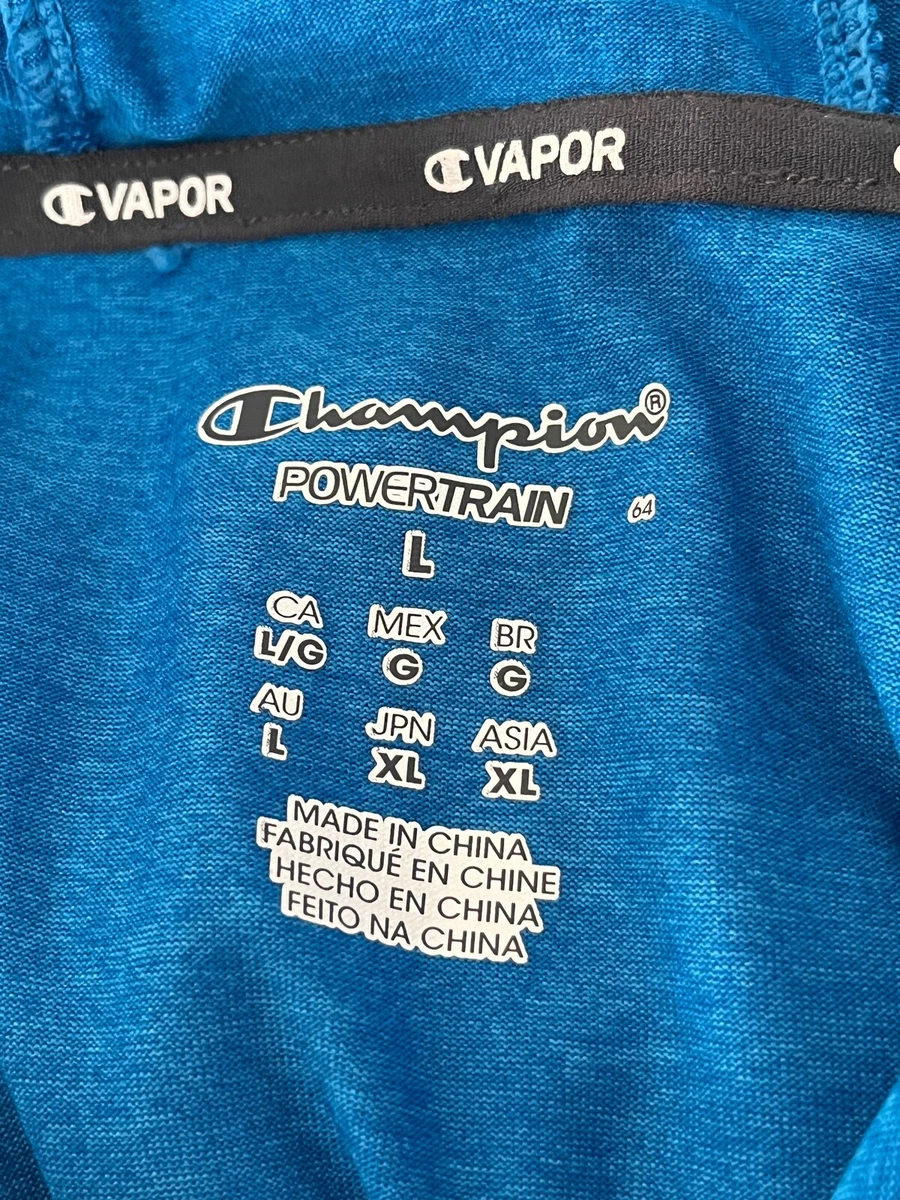 VAPOR VAPOR
Champion®
POWERTRAIN 64
L
CA MEX BR
L/G G G
AU JPN ASIA
L XL XL
MADE IN CHINA
FABRIQUÉ EN CHINE
HECHO EN CHINA
FEITO NA CHINA